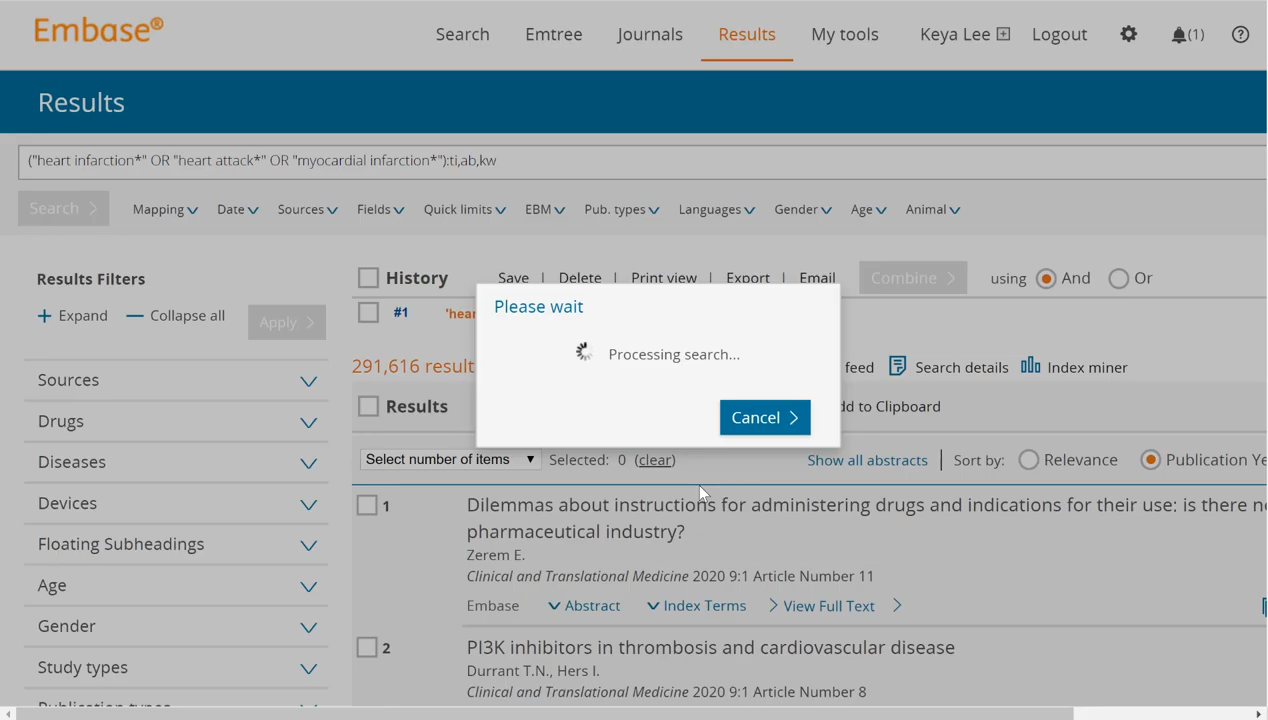 Embase®
Search Emtree Journals Results My tools Keya Lee Logout (1)
Results
("heart infarction*" OR "heart attack*" OR "myocardial infarction*"):ti,ab,kw
Search Mapping Date Sources Fields Quick limits EBM Pub. types Languages Gender Age Animal
Results Filters
Expand Collapse all Apply
Sources
Drugs
Diseases
Devices
Floating Subheadings
Age
Gender
Study types
Publication types
History Save | Delete | Print view | Export | Email Combine using And Or
#1 'hear
291,616 result feed Search details Index miner
Please wait
Processing search...
Cancel
Results dd to Clipboard
Select number of items Selected: 0 (clear) Show all abstracts | Sort by: Relevance Publication Ye
1 Dilemmas about instructions for administering drugs and indications for their use: is there ne
pharmaceutical industry?
Zerem E.
Clinical and Translational Medicine 2020 9:1 Article Number 11
Embase Abstract Index Terms View Full Text
2 PI3K inhibitors in thrombosis and cardiovascular disease
Durrant T.N., Hers I.
Clinical and Translational Medicine 2020 9:1 Article Number 8